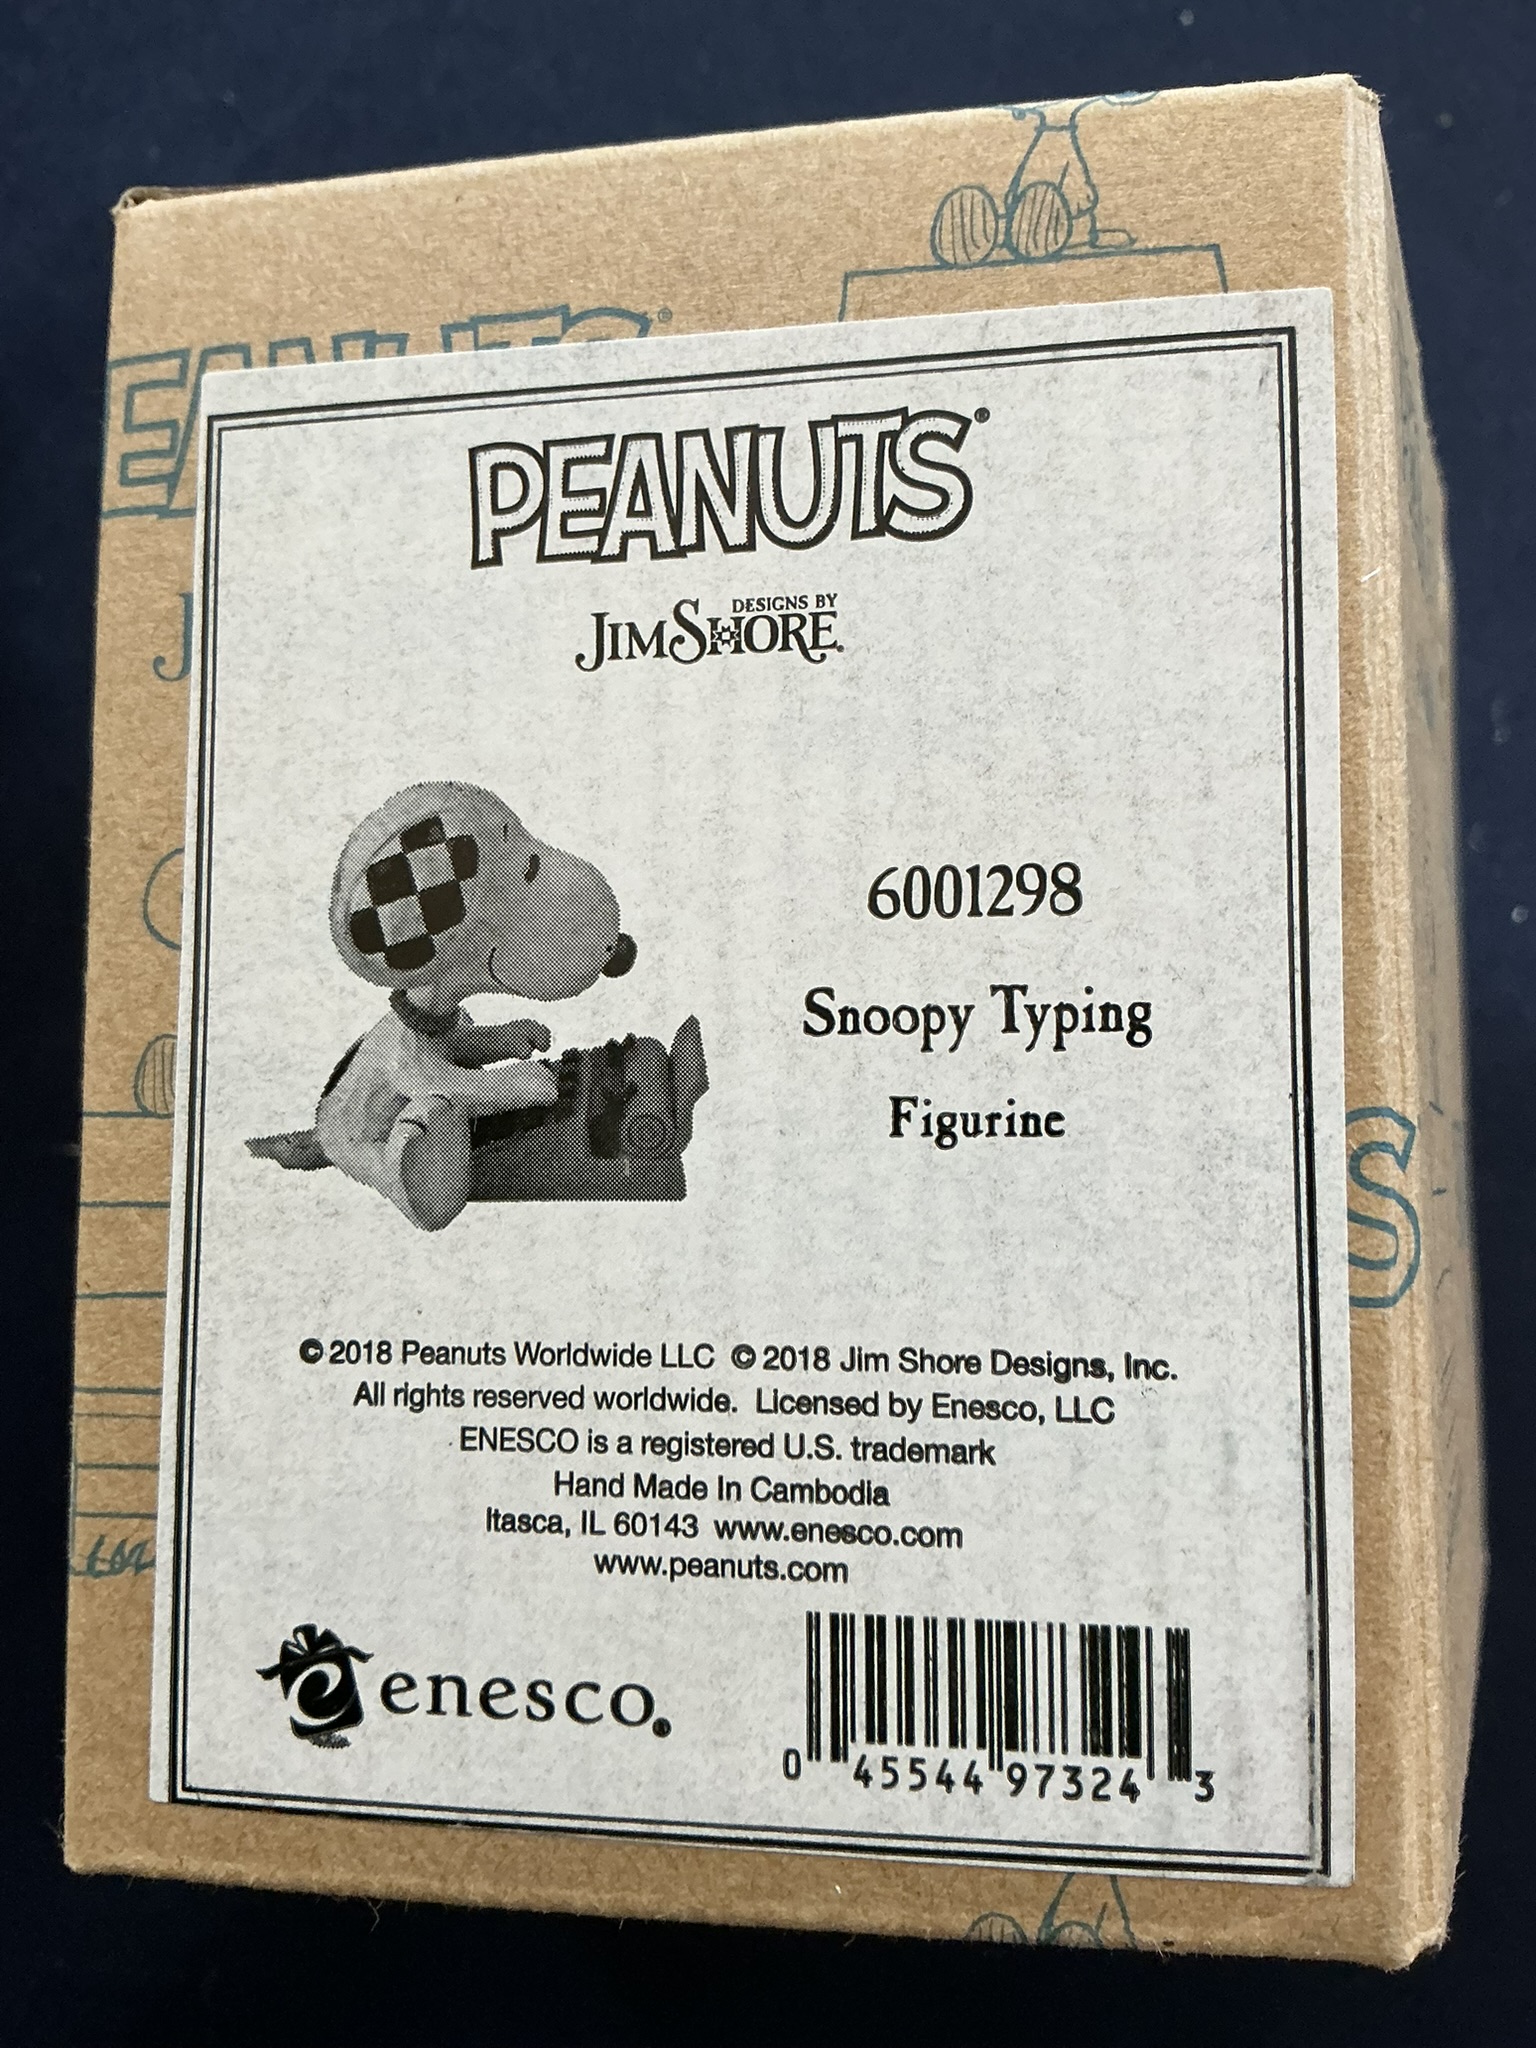 PEANUTS®
DESIGNS BY
JIM SHORE®
6001298
Snoopy Typing
Figurine
© 2018 Peanuts Worldwide LLC © 2018 Jim Shore Designs, Inc.
All rights reserved worldwide. Licensed by Enesco, LLC
ENESCO is a registered U.S. trademark
Hand Made In Cambodia
Itasca, IL 60143 www.enesco.com
www.peanuts.com
enesco®
0 45544 97324 3